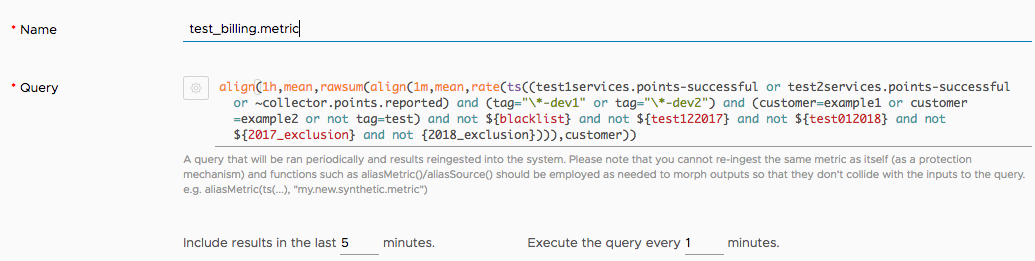 * Name test_billing.metric
* Query align(1h,mean,rawsum(align(1m,mean,rate(ts((test1services.points-successful or test2services.points-successful
or ~collector.points.reported) and (tag="\*-dev1" or tag="\*-dev2") and (customer=example1 or customer
=example2 or not tag=test) and not ${blacklist} and not ${test122017} and not ${test012018} and not
${2017_exclusion} and not {2018_exclusion}))),customer))
A query that will be ran periodically and results reingested into the system. Please note that you cannot re-ingest the same metric as itself (as a protection
mechanism) and functions such as aliasMetric()/aliasSource() should be employed as needed to morph outputs so that they don't collide with the inputs to the query.
e.g. aliasMetric(ts(...), "my.new.synthetic.metric")
Include results in the last 5 minutes. Execute the query every 1 minutes.